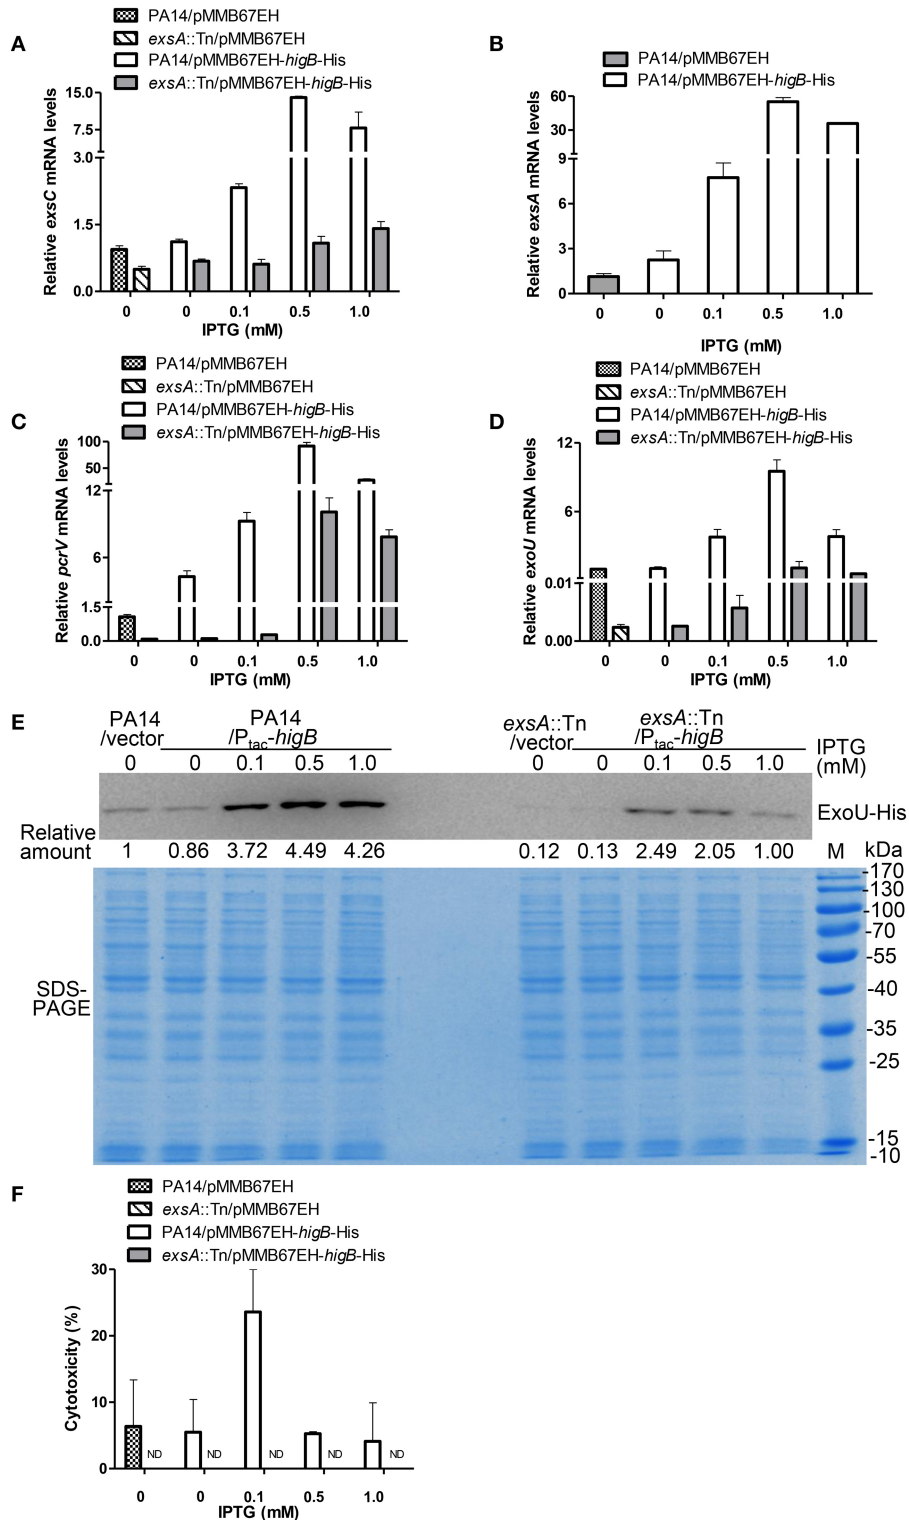 A
PA14/pMMB67EH
exsA::Tn/pMMB67EH
PA14/pMMB67EH-higB-His
exsA::Tn/pMMB67EH-higB-His
Relative exsC mRNA levels
15.0
7.5
3.0
1.5
0.0
0 0 0.1 0.5 1.0
IPTG (mM)
B
PA14/pMMB67EH
PA14/pMMB67EH-higB-His
Relative exsA mRNA levels
60
30
9
6
3
0
0 0 0.1 0.5 1.0
IPTG (mM)
C
PA14/pMMB67EH
exsA::Tn/pMMB67EH
PA14/pMMB67EH-higB-His
exsA::Tn/pMMB67EH-higB-His
Relative pcrV mRNA levels
100
50
12
6
1.5
0.0
0 0 0.1 0.5 1.0
IPTG (mM)
D
PA14/pMMB67EH
exsA::Tn/pMMB67EH
PA14/pMMB67EH-higB-His
exsA::Tn/pMMB67EH-higB-His
Relative exoU mRNA levels
12
6
0.01
0.00
0 0 0.1 0.5 1.0
IPTG (mM)
E
PA14 /vector
PA14 /Ptac-higB
exsA::Tn /vector
exsA::Tn /Ptac-higB
IPTG (mM)
0 0 0.1 0.5 1.0 0 0 0.1 0.5 1.0
ExoU-His
Relative amount
1 0.86 3.72 4.49 4.26 0.12 0.13 2.49 2.05 1.00 M kDa
SDS-PAGE
-170
-130
-100
-70
-55
-40
-35
-25
-15
-10
F
PA14/pMMB67EH
exsA::Tn/pMMB67EH
PA14/pMMB67EH-higB-His
exsA::Tn/pMMB67EH-higB-His
Cytotoxicity (%)
30
20
10
0
ND ND ND ND ND
0 0 0.1 0.5 1.0
IPTG (mM)